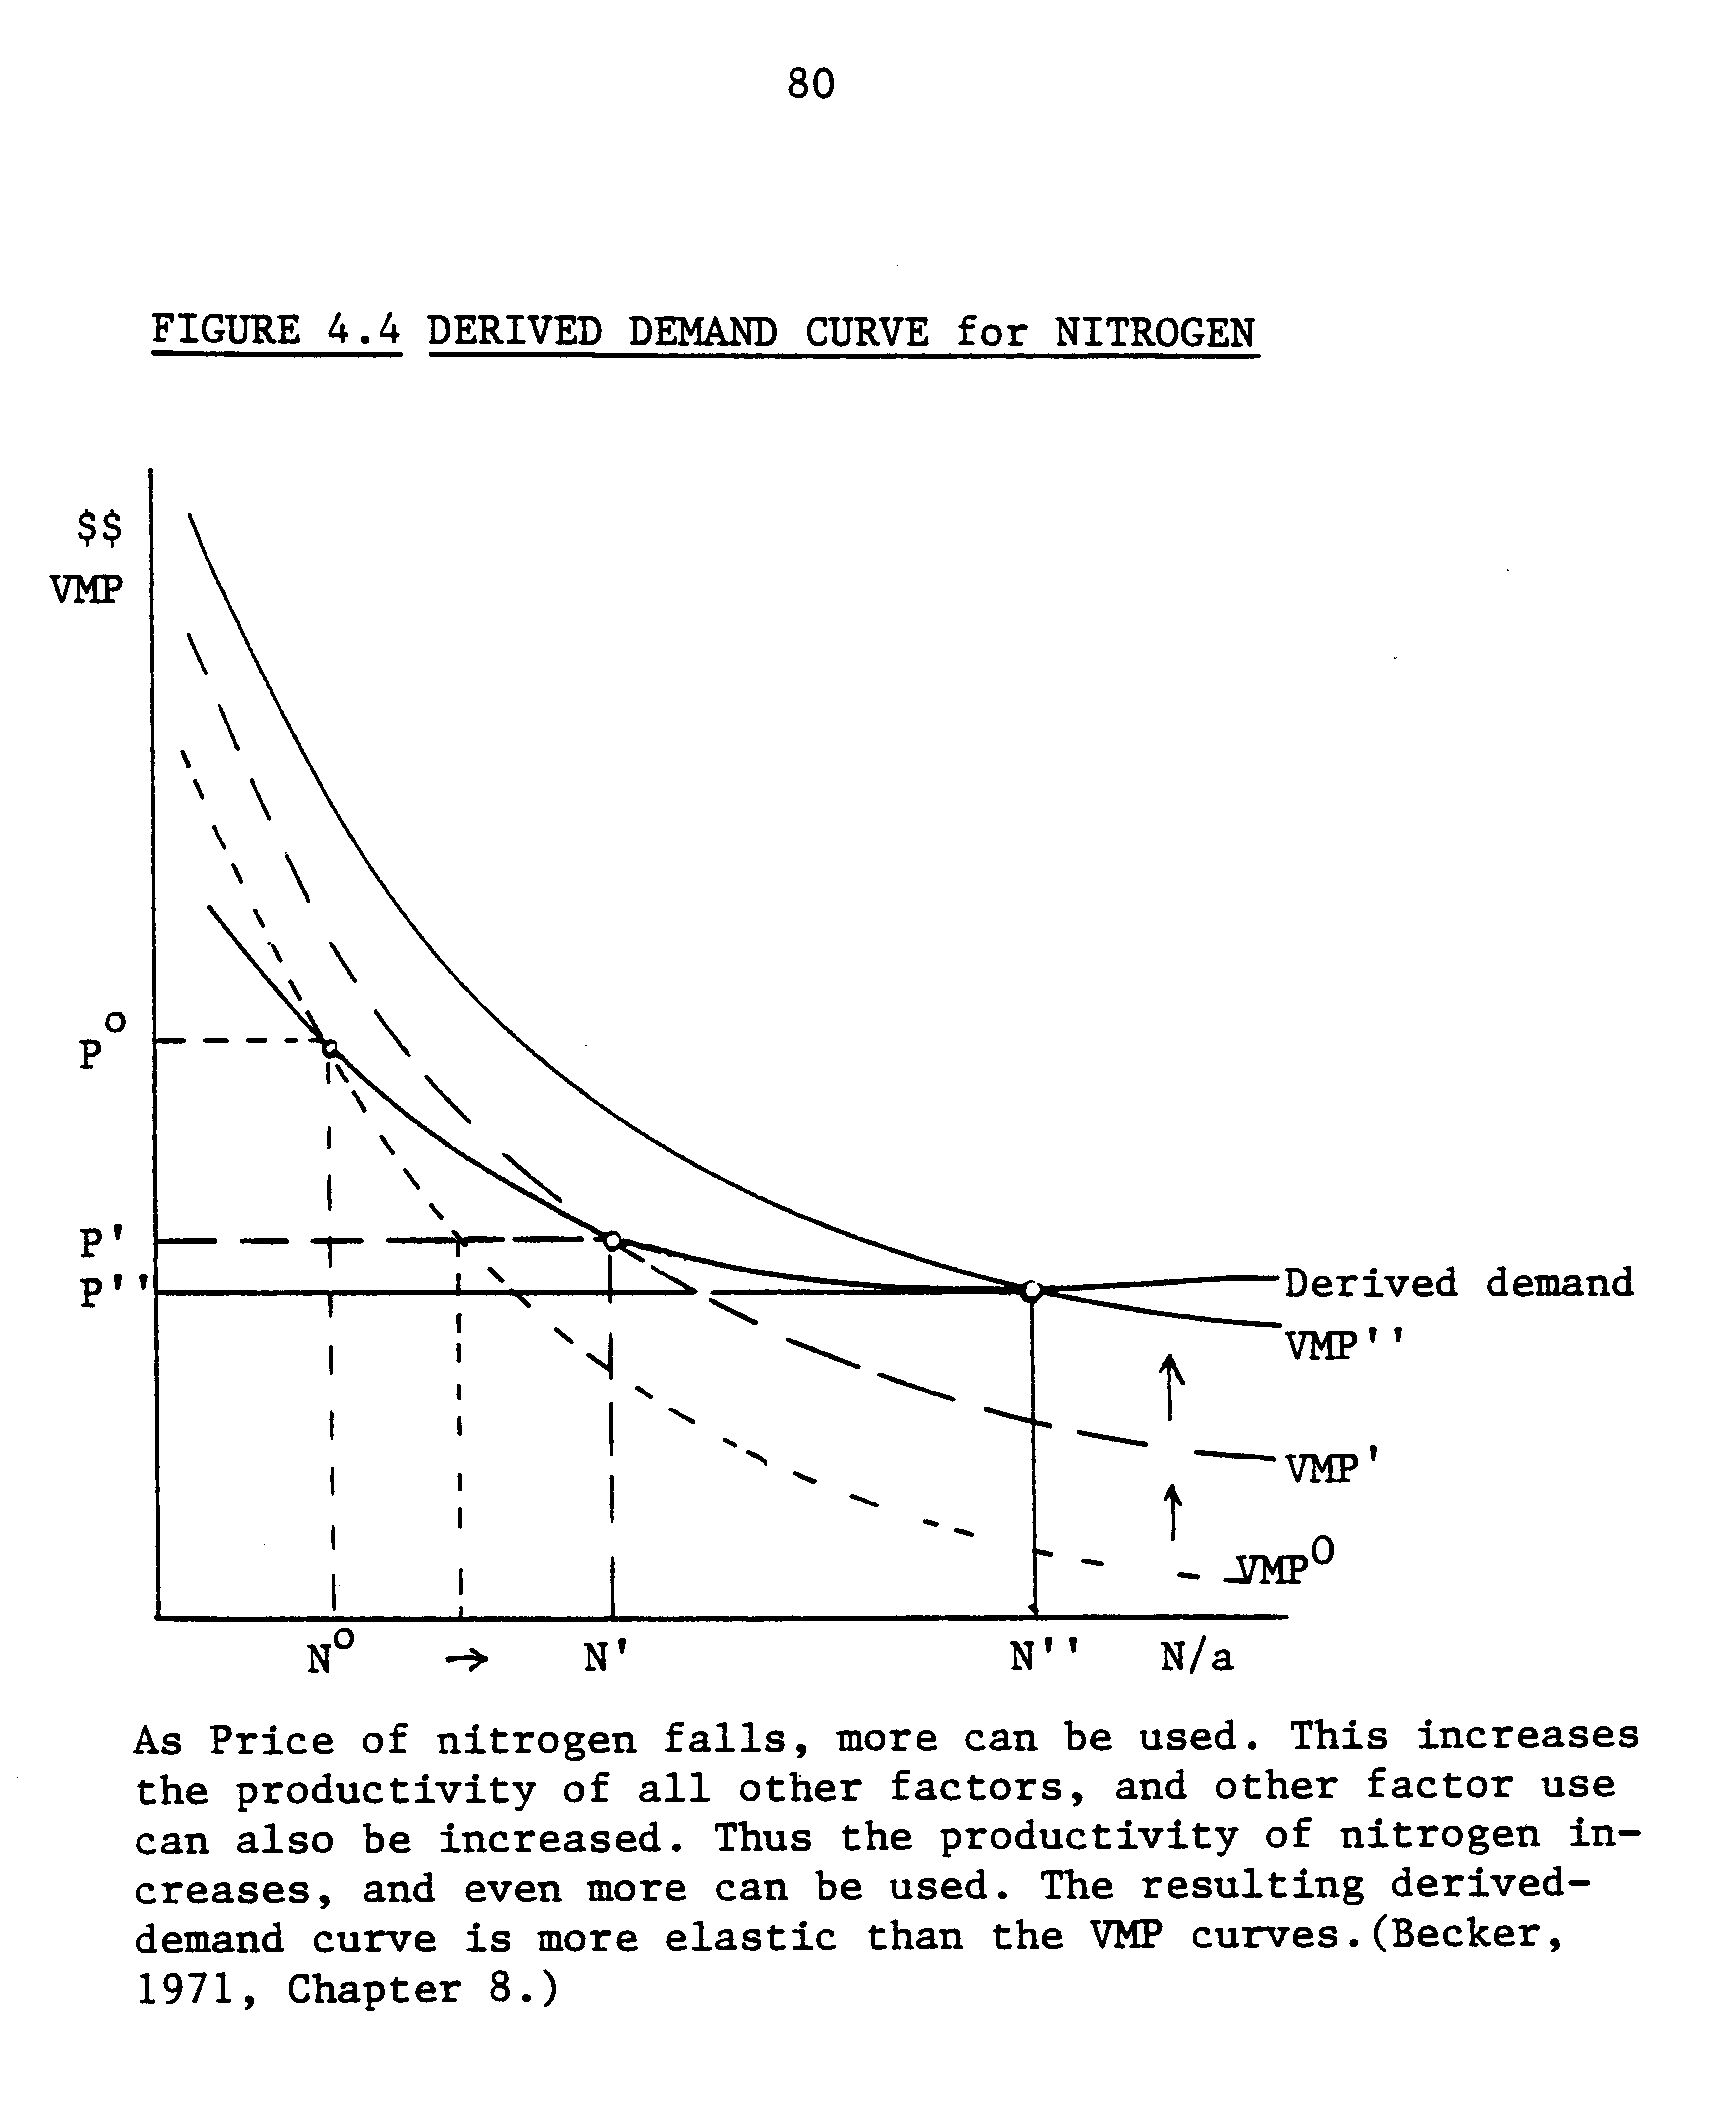 80
FIGURE 4.4 DERIVED DEMAND CURVE for NITROGEN
$$
VMP
P⁰
P'
P''
Derived demand
VMP''
VMP'
VMP⁰
N⁰ → N' N'' N/a
As Price of nitrogen falls, more can be used. This increases
the productivity of all other factors, and other factor use
can also be increased. Thus the productivity of nitrogen in-
creases, and even more can be used. The resulting derived-
demand curve is more elastic than the VMP curves.(Becker,
1971, Chapter 8.)